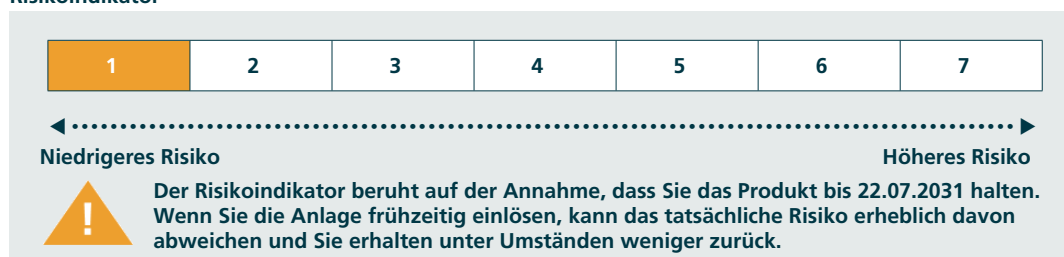 Risikoindikator
1 2 3 4 5 6 7
Niedrigeres Risiko Höheres Risiko
! Der Risikoindikator beruht auf der Annahme, dass Sie das Produkt bis 22.07.2031 halten.
Wenn Sie die Anlage frühzeitig einlösen, kann das tatsächliche Risiko erheblich davon
abweichen und Sie erhalten unter Umständen weniger zurück.